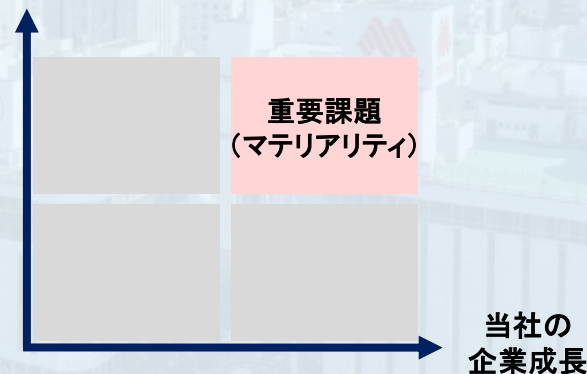 重要課題
（マテリアリティ）
当社の
企業成長